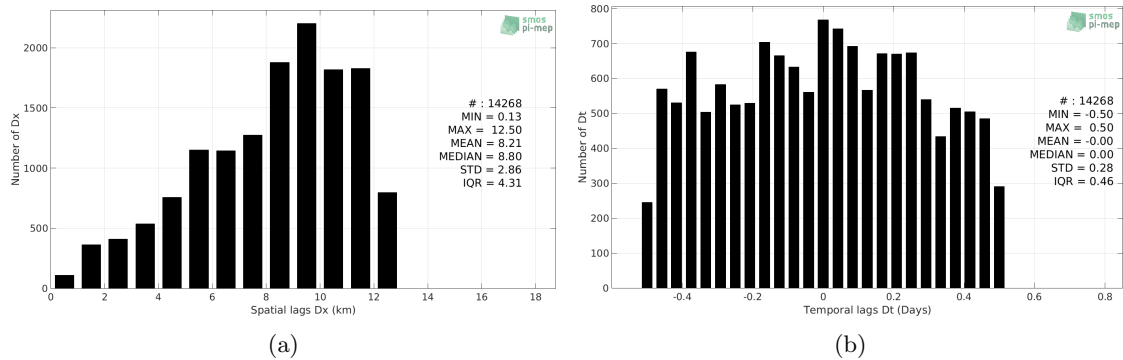 smos
pi-mep
2000
1500
1000
500
0
Number of Dx
# : 14268
MIN = 0.13
MAX = 12.50
MEAN = 8.21
MEDIAN = 8.80
STD = 2.86
IQR = 4.31
0 2 4 6 8 10 12 14 16 18
Spatial lags Dx (km)
(a)
smos
pi-mep
800
700
600
500
400
300
200
100
0
Number of Dt
# : 14268
MIN = -0.50
MAX = 0.50
MEAN = -0.00
MEDIAN = 0.00
STD = 0.28
IQR = 0.46
-0.4 -0.2 0 0.2 0.4 0.6 0.8
Temporal lags Dt (Days)
(b)